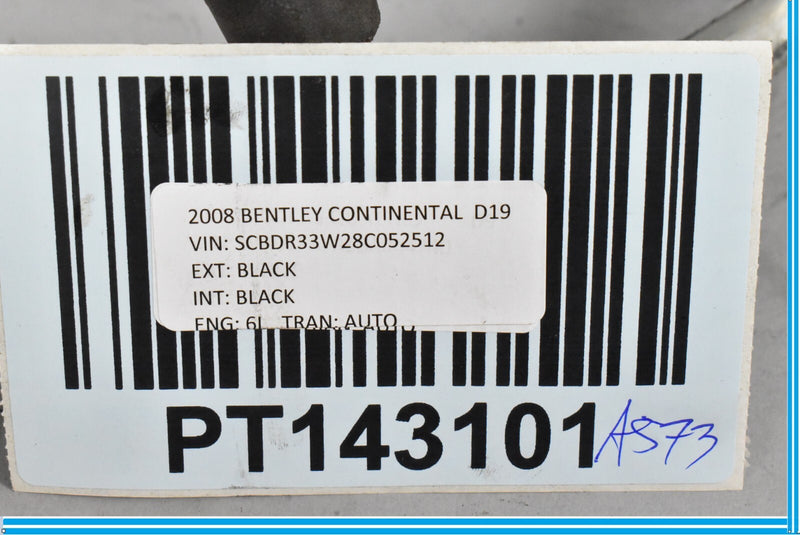 2008 BENTLEY CONTINENTAL D19
VIN: SCBDR33W28C052512
EXT: BLACK
INT: BLACK
ENG: 6L TRAN: AUTO
PT143101
A573